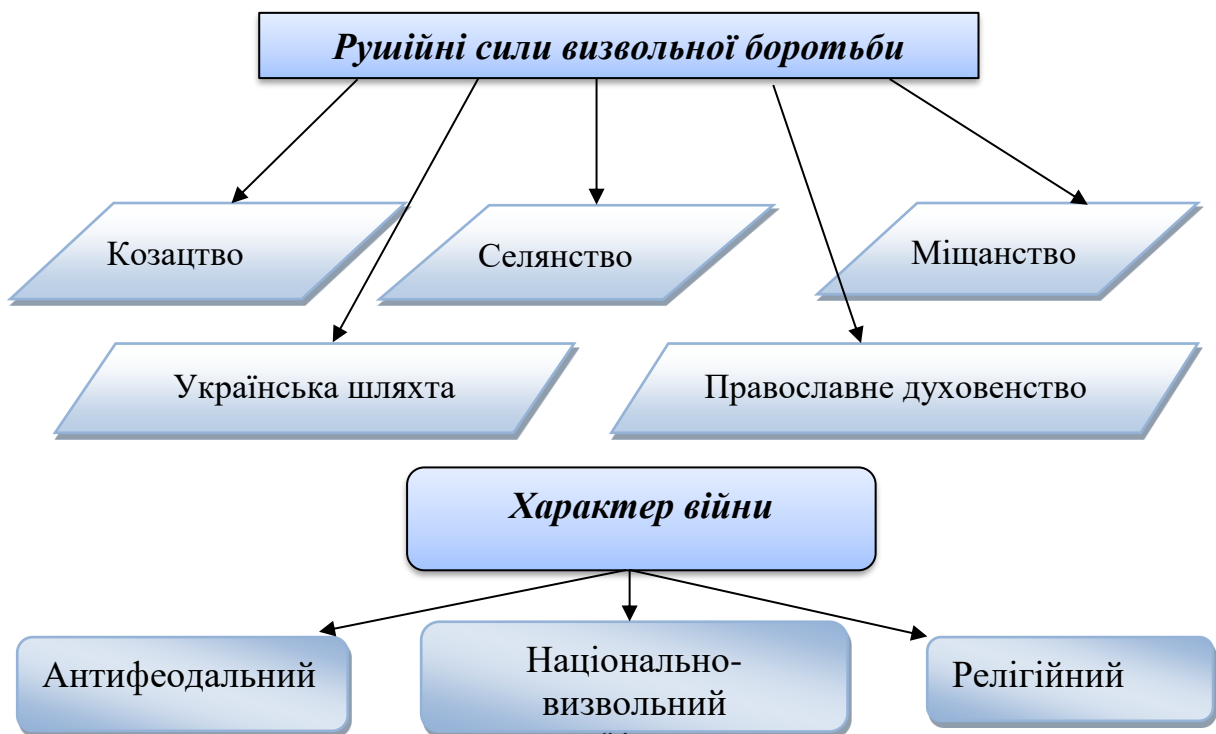 Рушійні сили визвольної боротьби
Козацтво
Селянство
Міщанство
Українська шляхта
Православне духовенство
Характер війни
Антифеодальний
Національно-
визвольний
Релігійний